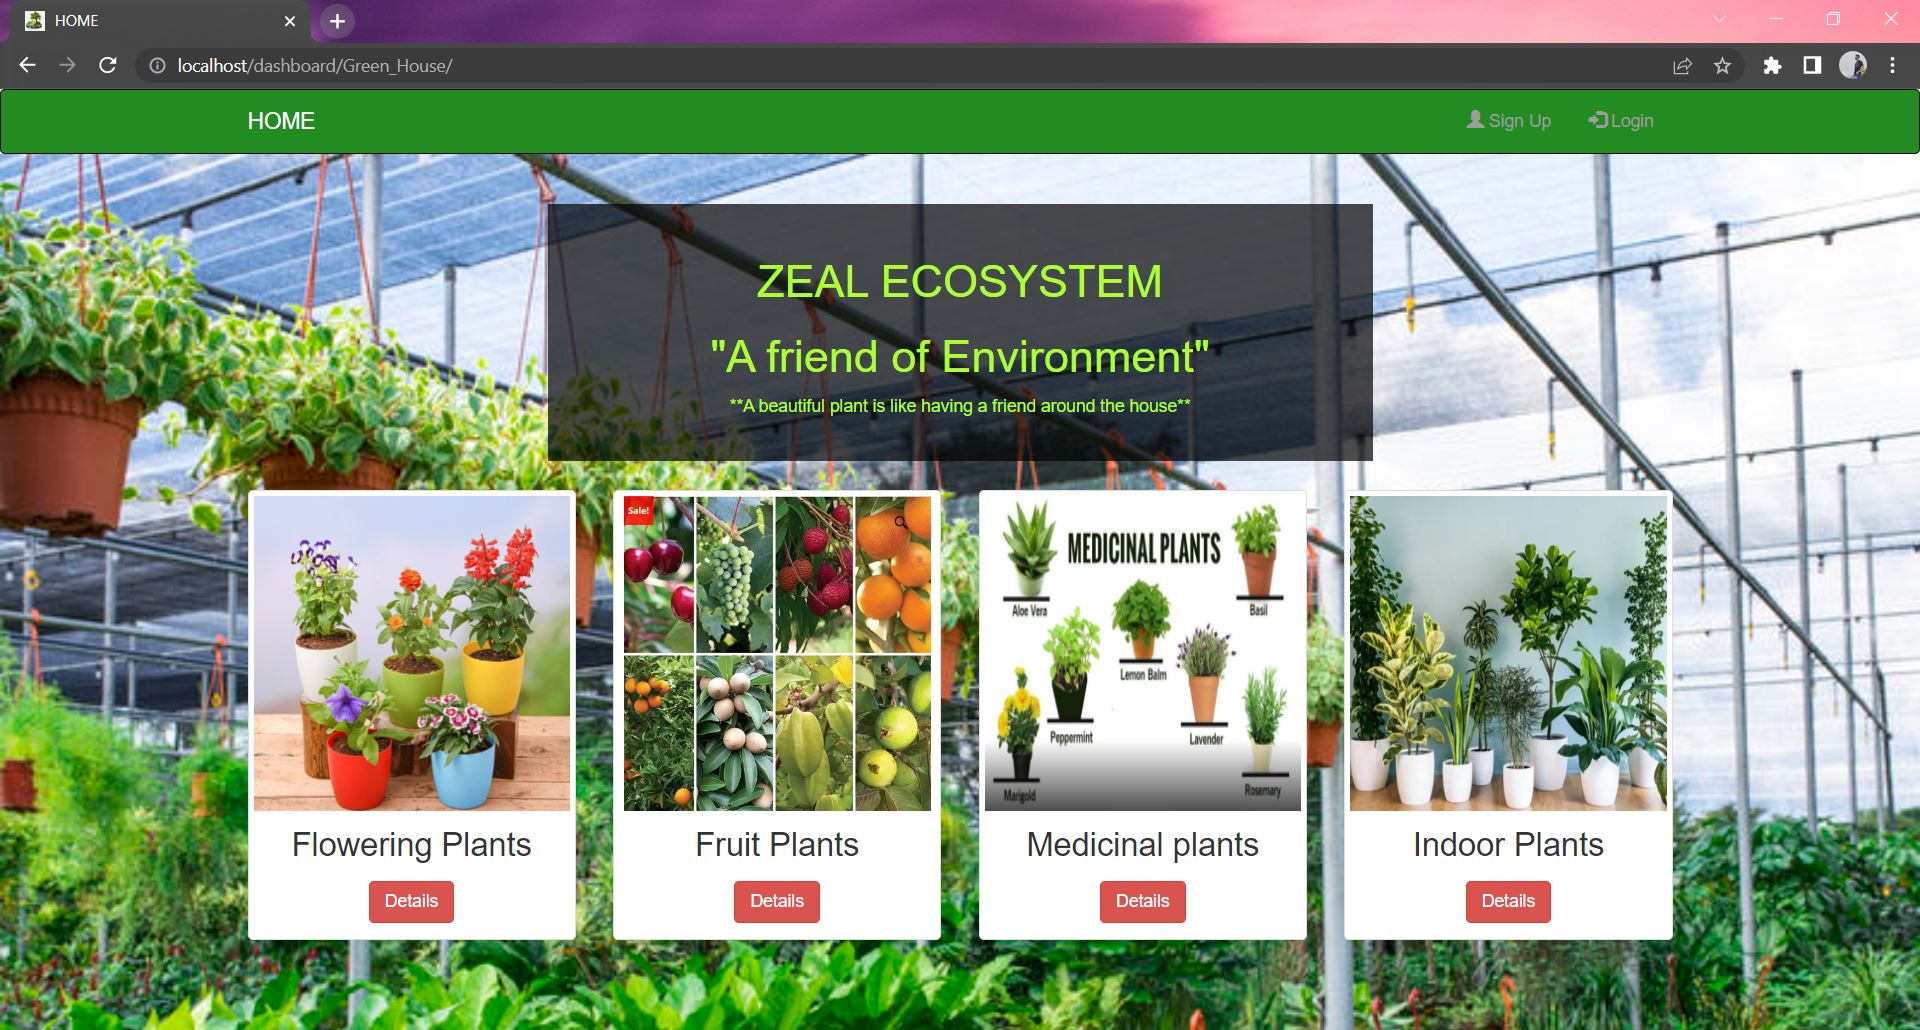 HOME
localhost/dashboard/Green_House/
HOME
Sign Up
Login
ZEAL ECOSYSTEM
"A friend of Environment"
**A beautiful plant is like having a friend around the house**
Sale!
MEDICINAL PLANTS
Aloe Vera
Basil
Lemon Balm
Peppermint
Lavender
Marigold
Rosemary
Flowering Plants
Fruit Plants
Medicinal plants
Indoor Plants
Details
Details
Details
Details